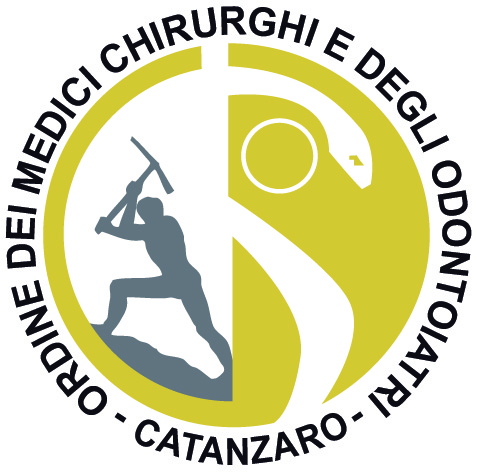 ORDINE DEI MEDICI CHIRURGHI E DEGLI ODONTOIATRI
- CATANZARO -